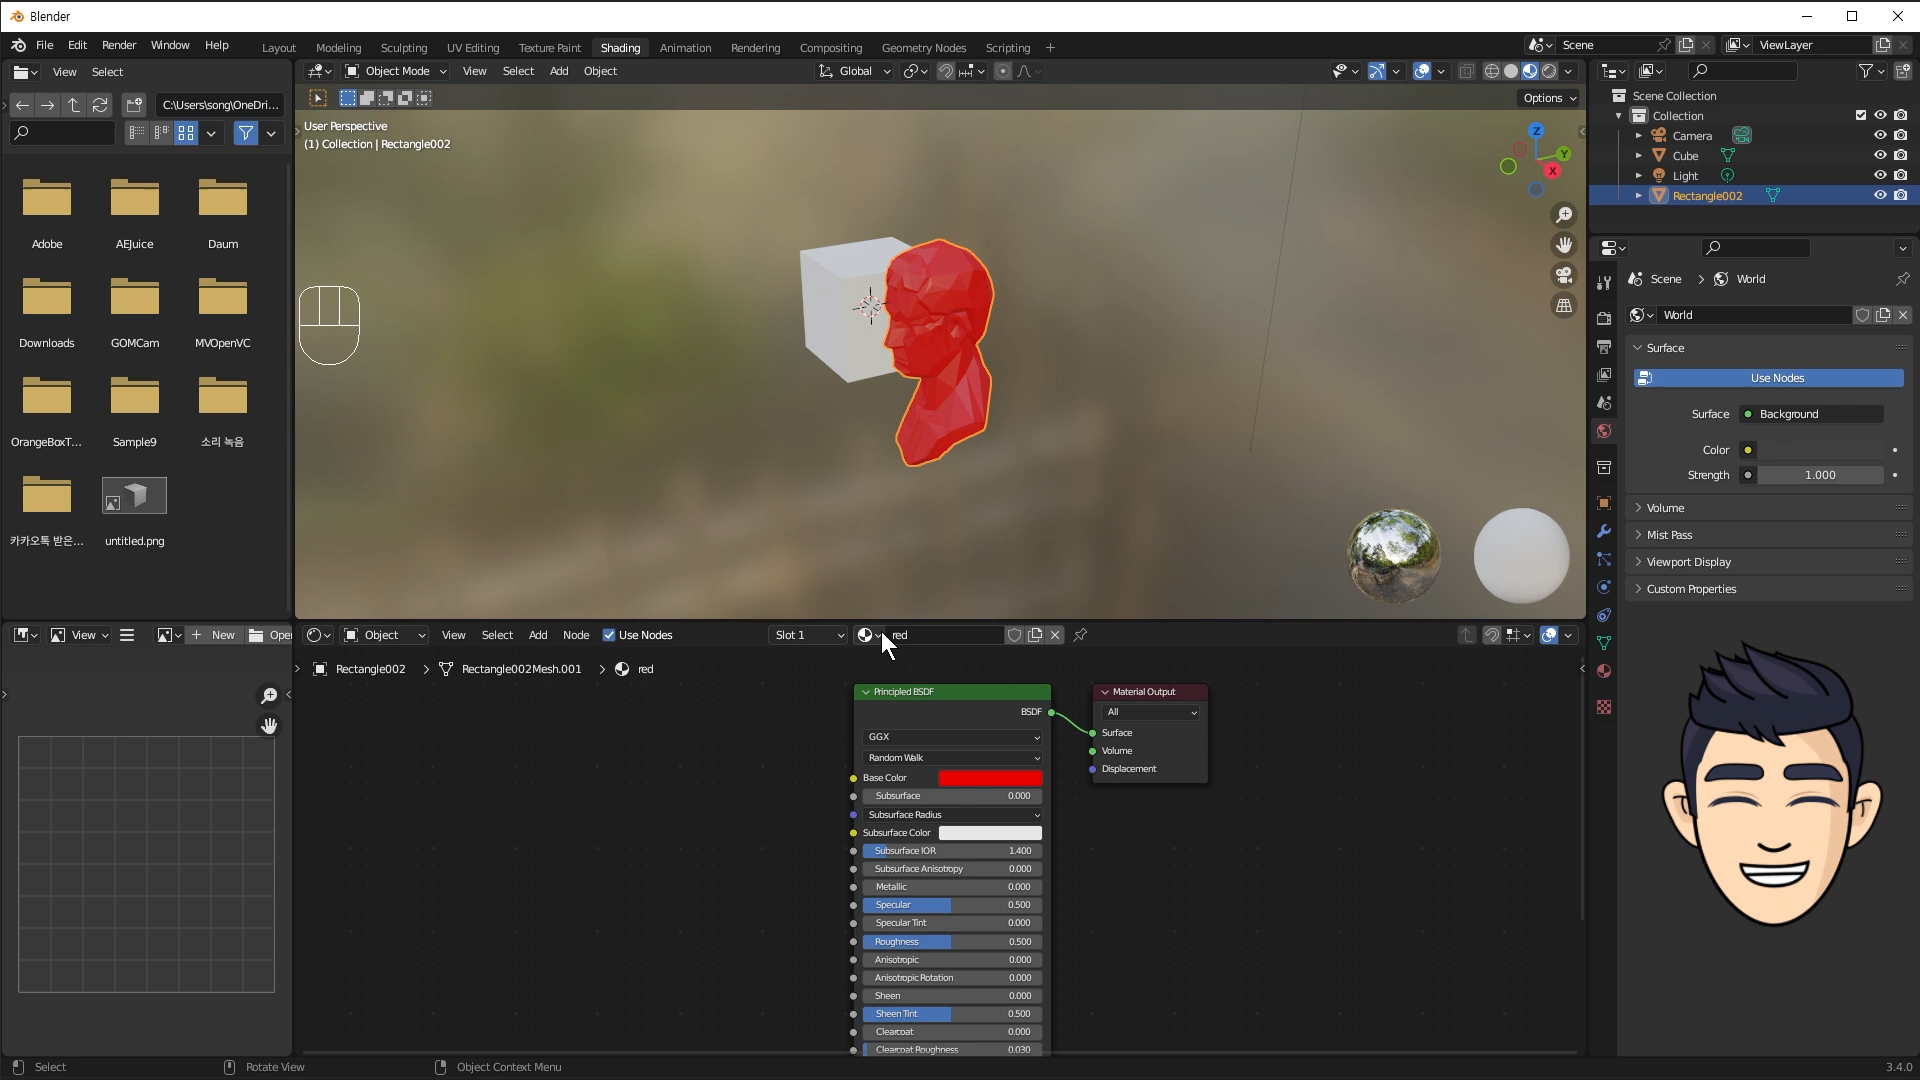 Blender
File Edit Render Window Help
Layout Modeling Sculpting UV Editing Texture Paint Shading Animation Rendering Compositing Geometry Nodes Scripting +
Scene
ViewLayer
View Select
Object Mode View Select Add Object
Global
C:\Users\song\OneDri...
Options
User Perspective
(1) Collection | Rectangle002
Z
Y
X
Scene Collection
Collection
Camera
Cube
Light
Rectangle002
Adobe AEJuice Daum
Downloads GOMCam MVOpenVC
OrangeBoxT... Sample9 소리 녹음
카카오톡 받은... untitled.png
Scene > World
World
Surface
Use Nodes
Surface Background
Color
Strength 1.000
Volume
Mist Pass
Viewport Display
Custom Properties
View + New Open
Object View Select Add Node Use Nodes Slot 1 red
Rectangle002 > Rectangle002Mesh.001 > red
Principled BSDF
BSDF
GGX
Random Walk
Base Color
Subsurface 0.000
Subsurface Radius
Subsurface Color
Subsurface IOR 1.400
Subsurface Anisotropy 0.000
Metallic 0.000
Specular 0.500
Specular Tint 0.000
Roughness 0.500
Anisotropic 0.000
Anisotropic Rotation 0.000
Sheen 0.000
Sheen Tint 0.500
Clearcoat 0.000
Clearcoat Roughness 0.030
Material Output
All
Surface
Volume
Displacement
Select Rotate View Object Context Menu
3.4.0